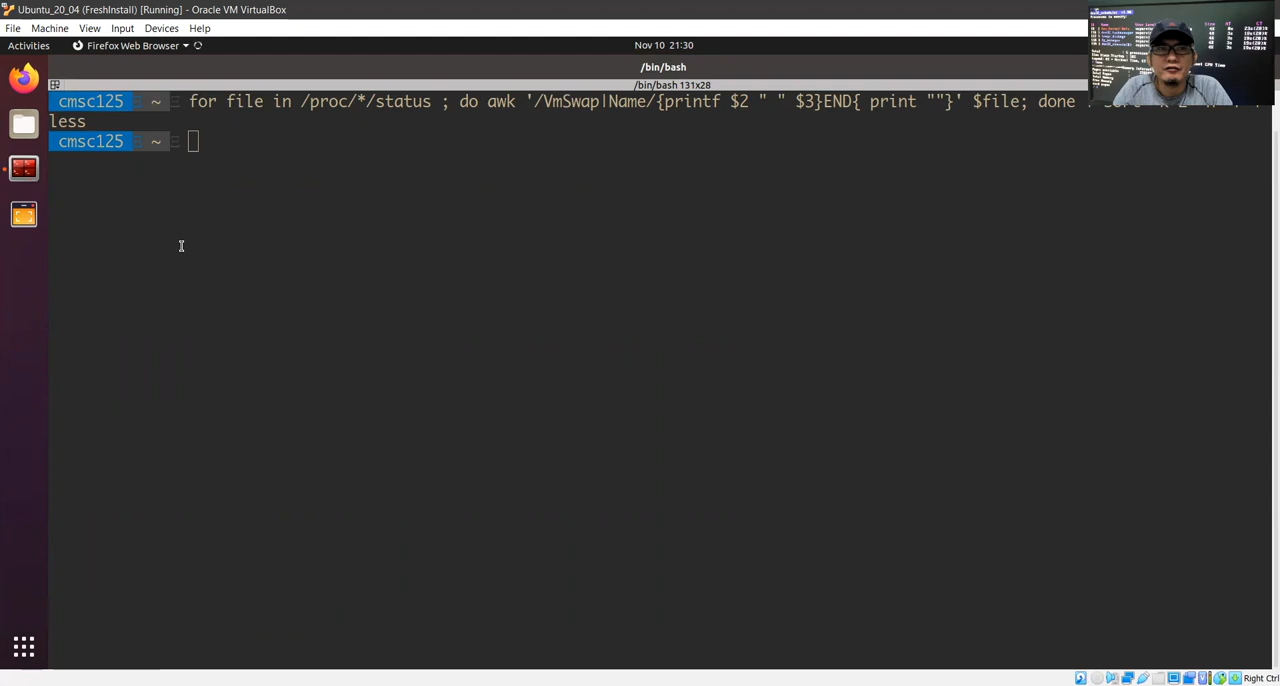 Ubuntu_20_04 (FreshInstall) [Running] - Oracle VM VirtualBox
File Machine View Input Devices Help
Activities Firefox Web Browser Nov 10 21:30
/bin/bash
/bin/bash 131x28
cmsc125 ~ for file in /proc/*/status ; do awk '/VmSwap|Name/{printf $2 " " $3}END{ print ""}' $file; done
less
cmsc125 ~
Right Ctrl